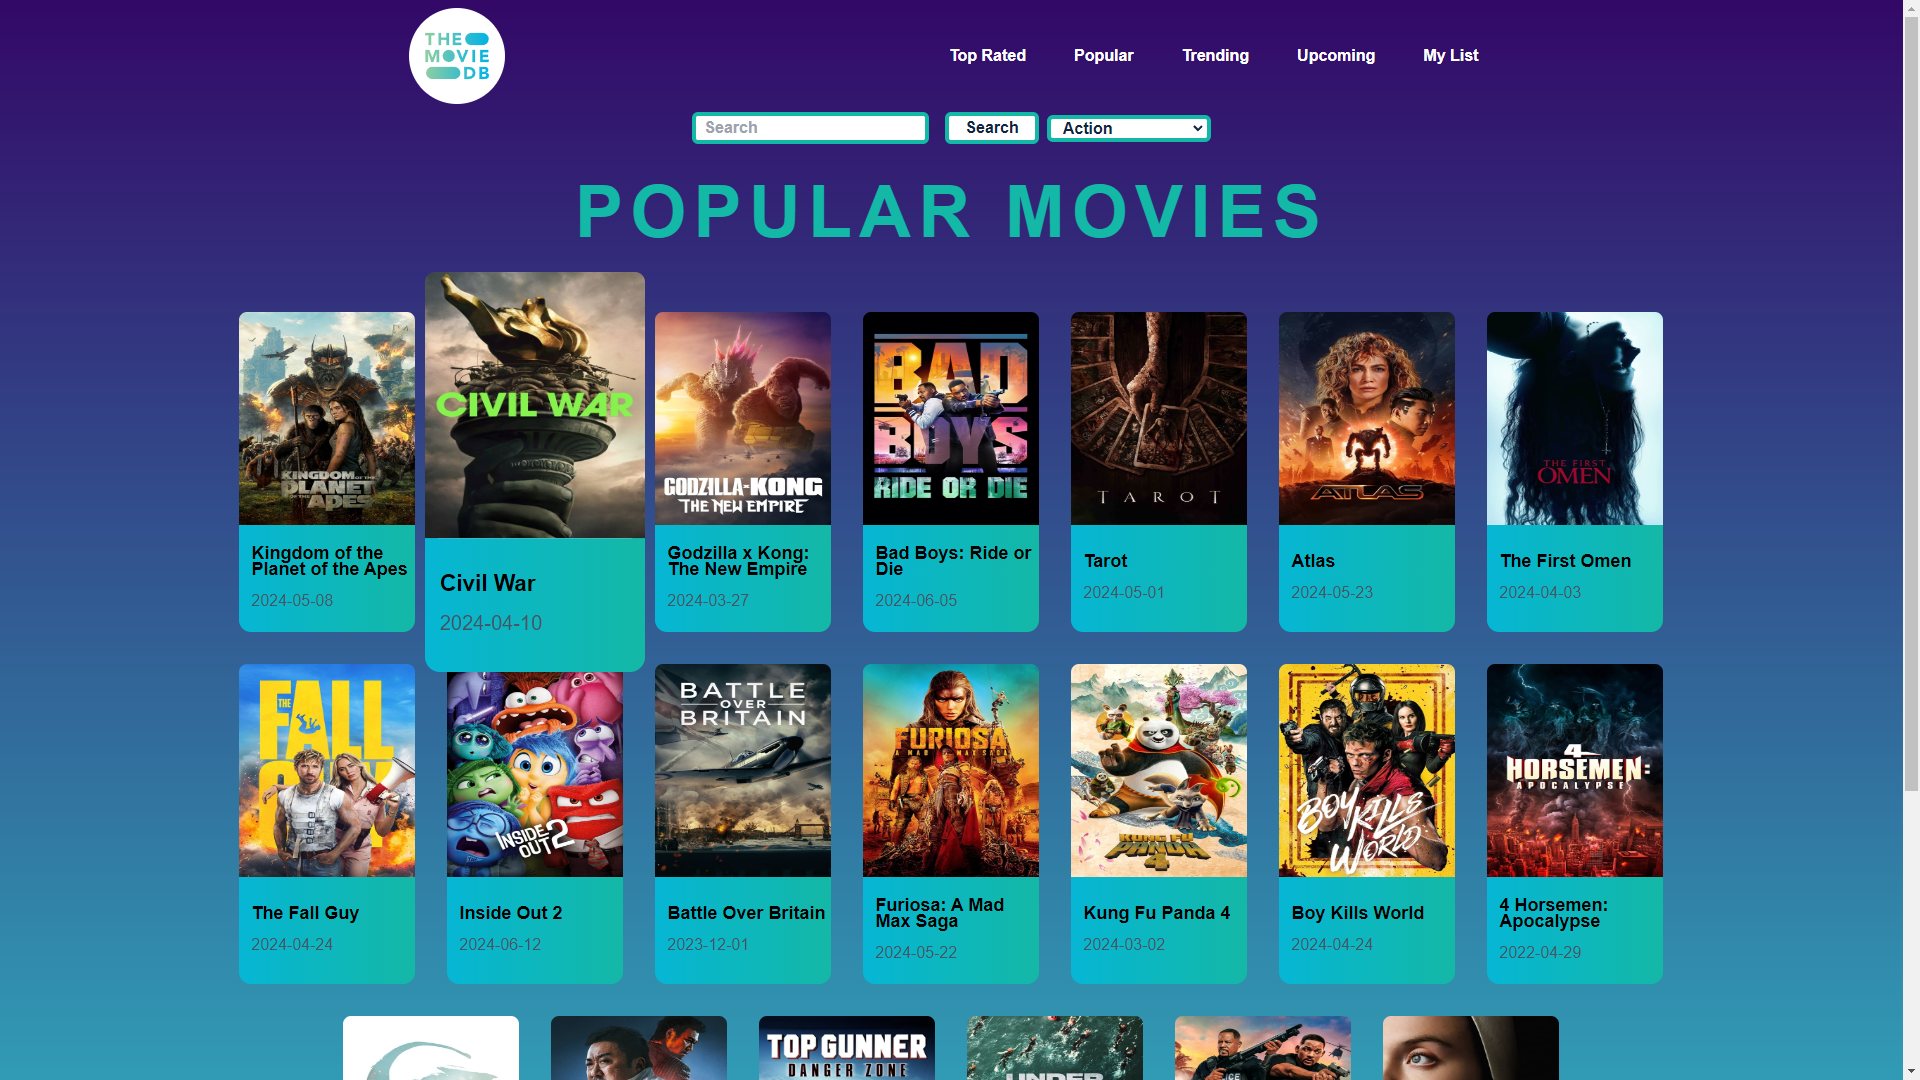 THE
MOVIE
DB
Top Rated
Popular
Trending
Upcoming
My List
Search
Search
Action
POPULAR MOVIES
KINGDOM OF THE
PLANET
OF THE APES
Kingdom of the
Planet of the Apes
2024-05-08
CIVIL WAR
Civil War
2024-04-10
GODZILLA x KONG
THE NEW EMPIRE
Godzilla x Kong:
The New Empire
2024-03-27
BAD
BOYS
RIDE OR DIE
Bad Boys: Ride or
Die
2024-06-05
TAROT
Tarot
2024-05-01
ATLAS
Atlas
2024-05-23
THE FIRST
OMEN
The First Omen
2024-04-03
THE
FALL
GUY
The Fall Guy
2024-04-24
INSIDE
OUT 2
Inside Out 2
2024-06-12
BATTLE
OVER
BRITAIN
Battle Over Britain
2023-12-01
FURIOSA
A MAD MAX SAGA
Furiosa: A Mad
Max Saga
2024-05-22
KUNG FU
PANDA
4
Kung Fu Panda 4
2024-03-02
BOY KILLS
WORLD
Boy Kills World
2024-04-24
4
HORSEMEN:
APOCALYPSE
4 Horsemen:
Apocalypse
2022-04-29
TOP GUNNER
DANGER ZONE
UNDER